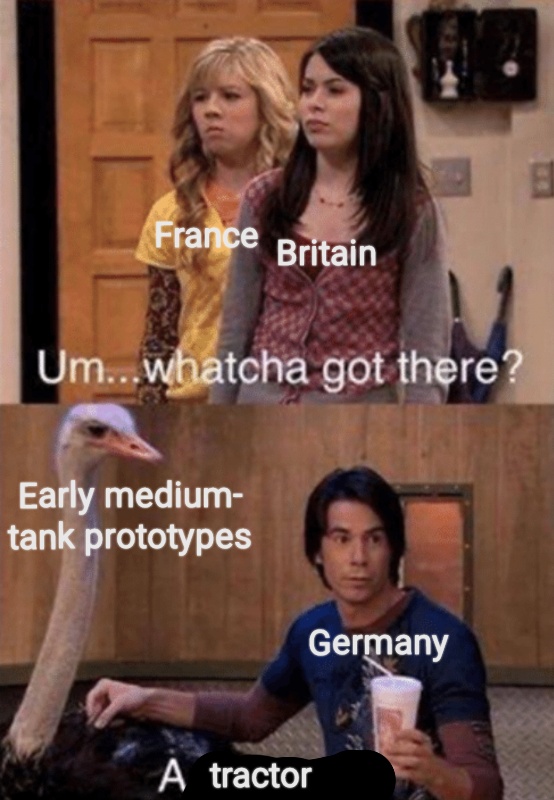 France
Britain
Um...whatcha got there?
Early medium-
tank prototypes
Germany
A tractor